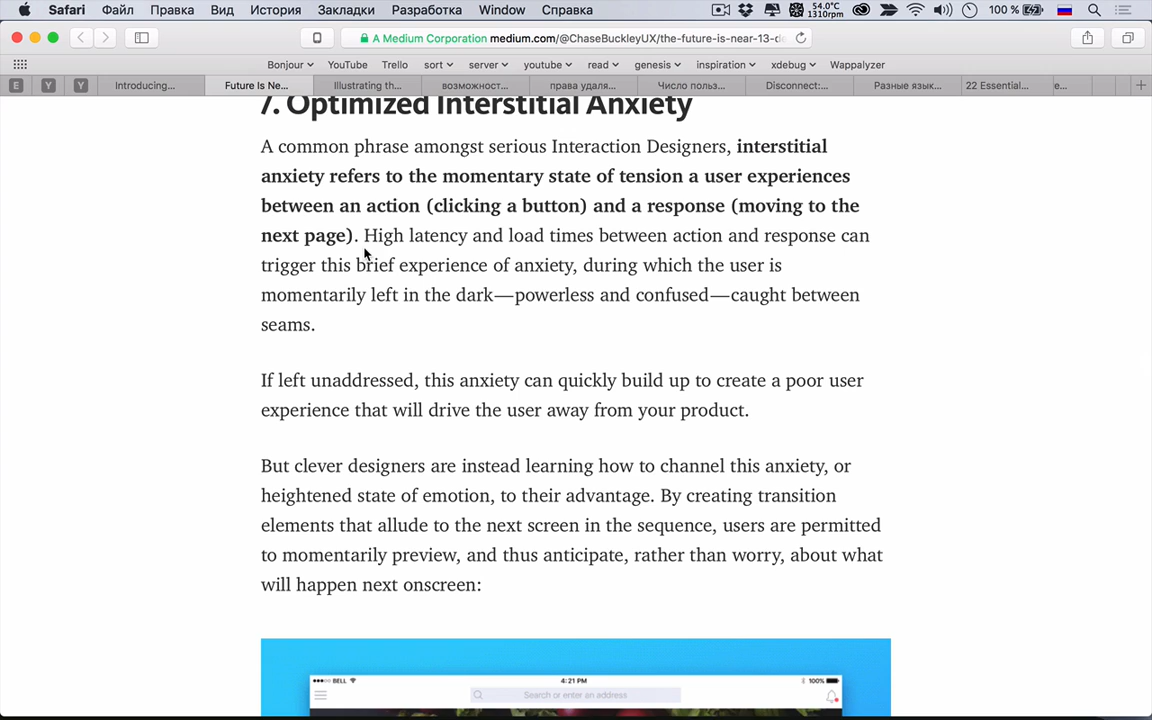 Safari Файл Правка Вид История Закладки Разработка Window Справка 54.0°C 1310rpm 100 %
A Medium Corporation medium.com/@ChaseBuckleyUX/the-future-is-near-13-d
Bonjour YouTube Trello sort server youtube read genesis inspiration xdebug Wappalyzer
E Y Y Introducing... Future Is Ne... Illustrating th... возможност... права удаля... Число польз... Disconnect:... Разные язык... 22 Essential... e...
7. Optimized Interstitial Anxiety
A common phrase amongst serious Interaction Designers, interstitial
anxiety refers to the momentary state of tension a user experiences
between an action (clicking a button) and a response (moving to the
next page). High latency and load times between action and response can
trigger this brief experience of anxiety, during which the user is
momentarily left in the dark—powerless and confused—caught between
seams.
If left unaddressed, this anxiety can quickly build up to create a poor user
experience that will drive the user away from your product.
But clever designers are instead learning how to channel this anxiety, or
heightened state of emotion, to their advantage. By creating transition
elements that allude to the next screen in the sequence, users are permitted
to momentarily preview, and thus anticipate, rather than worry, about what
will happen next onscreen:
BELL 4:21 PM 100%
Search or enter an address